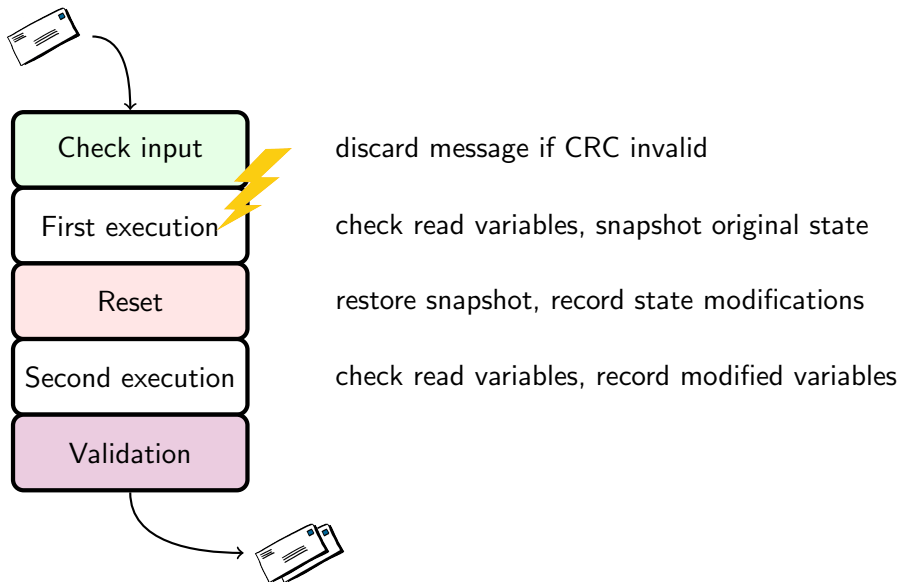 Check input
discard message if CRC invalid
First execution
check read variables, snapshot original state
Reset
restore snapshot, record state modifications
Second execution
check read variables, record modified variables
Validation